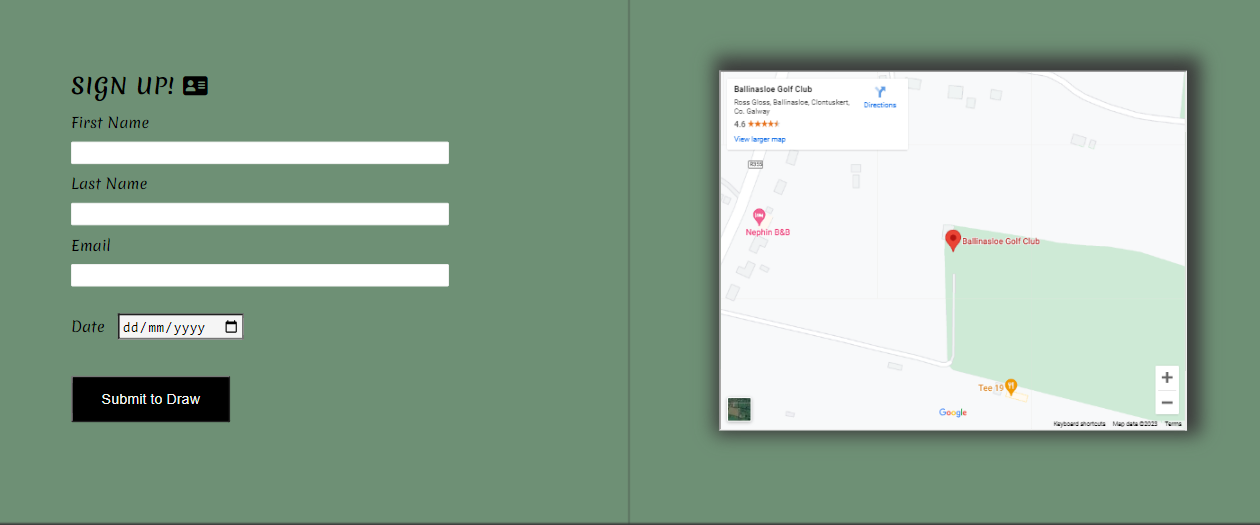 SIGN UP!
First Name
Last Name
Email
Date dd/mm/yyyy
Submit to Draw
Ballinasloe Golf Club
Directions
Ross Gloss, Ballinasloe, Clontuskert,
Co. Galway
4.6
View larger map
R355
Nephin B&B
Ballinasloe Golf Club
Tee 19
Google
Keyboard shortcuts Map data ©2023 Terms